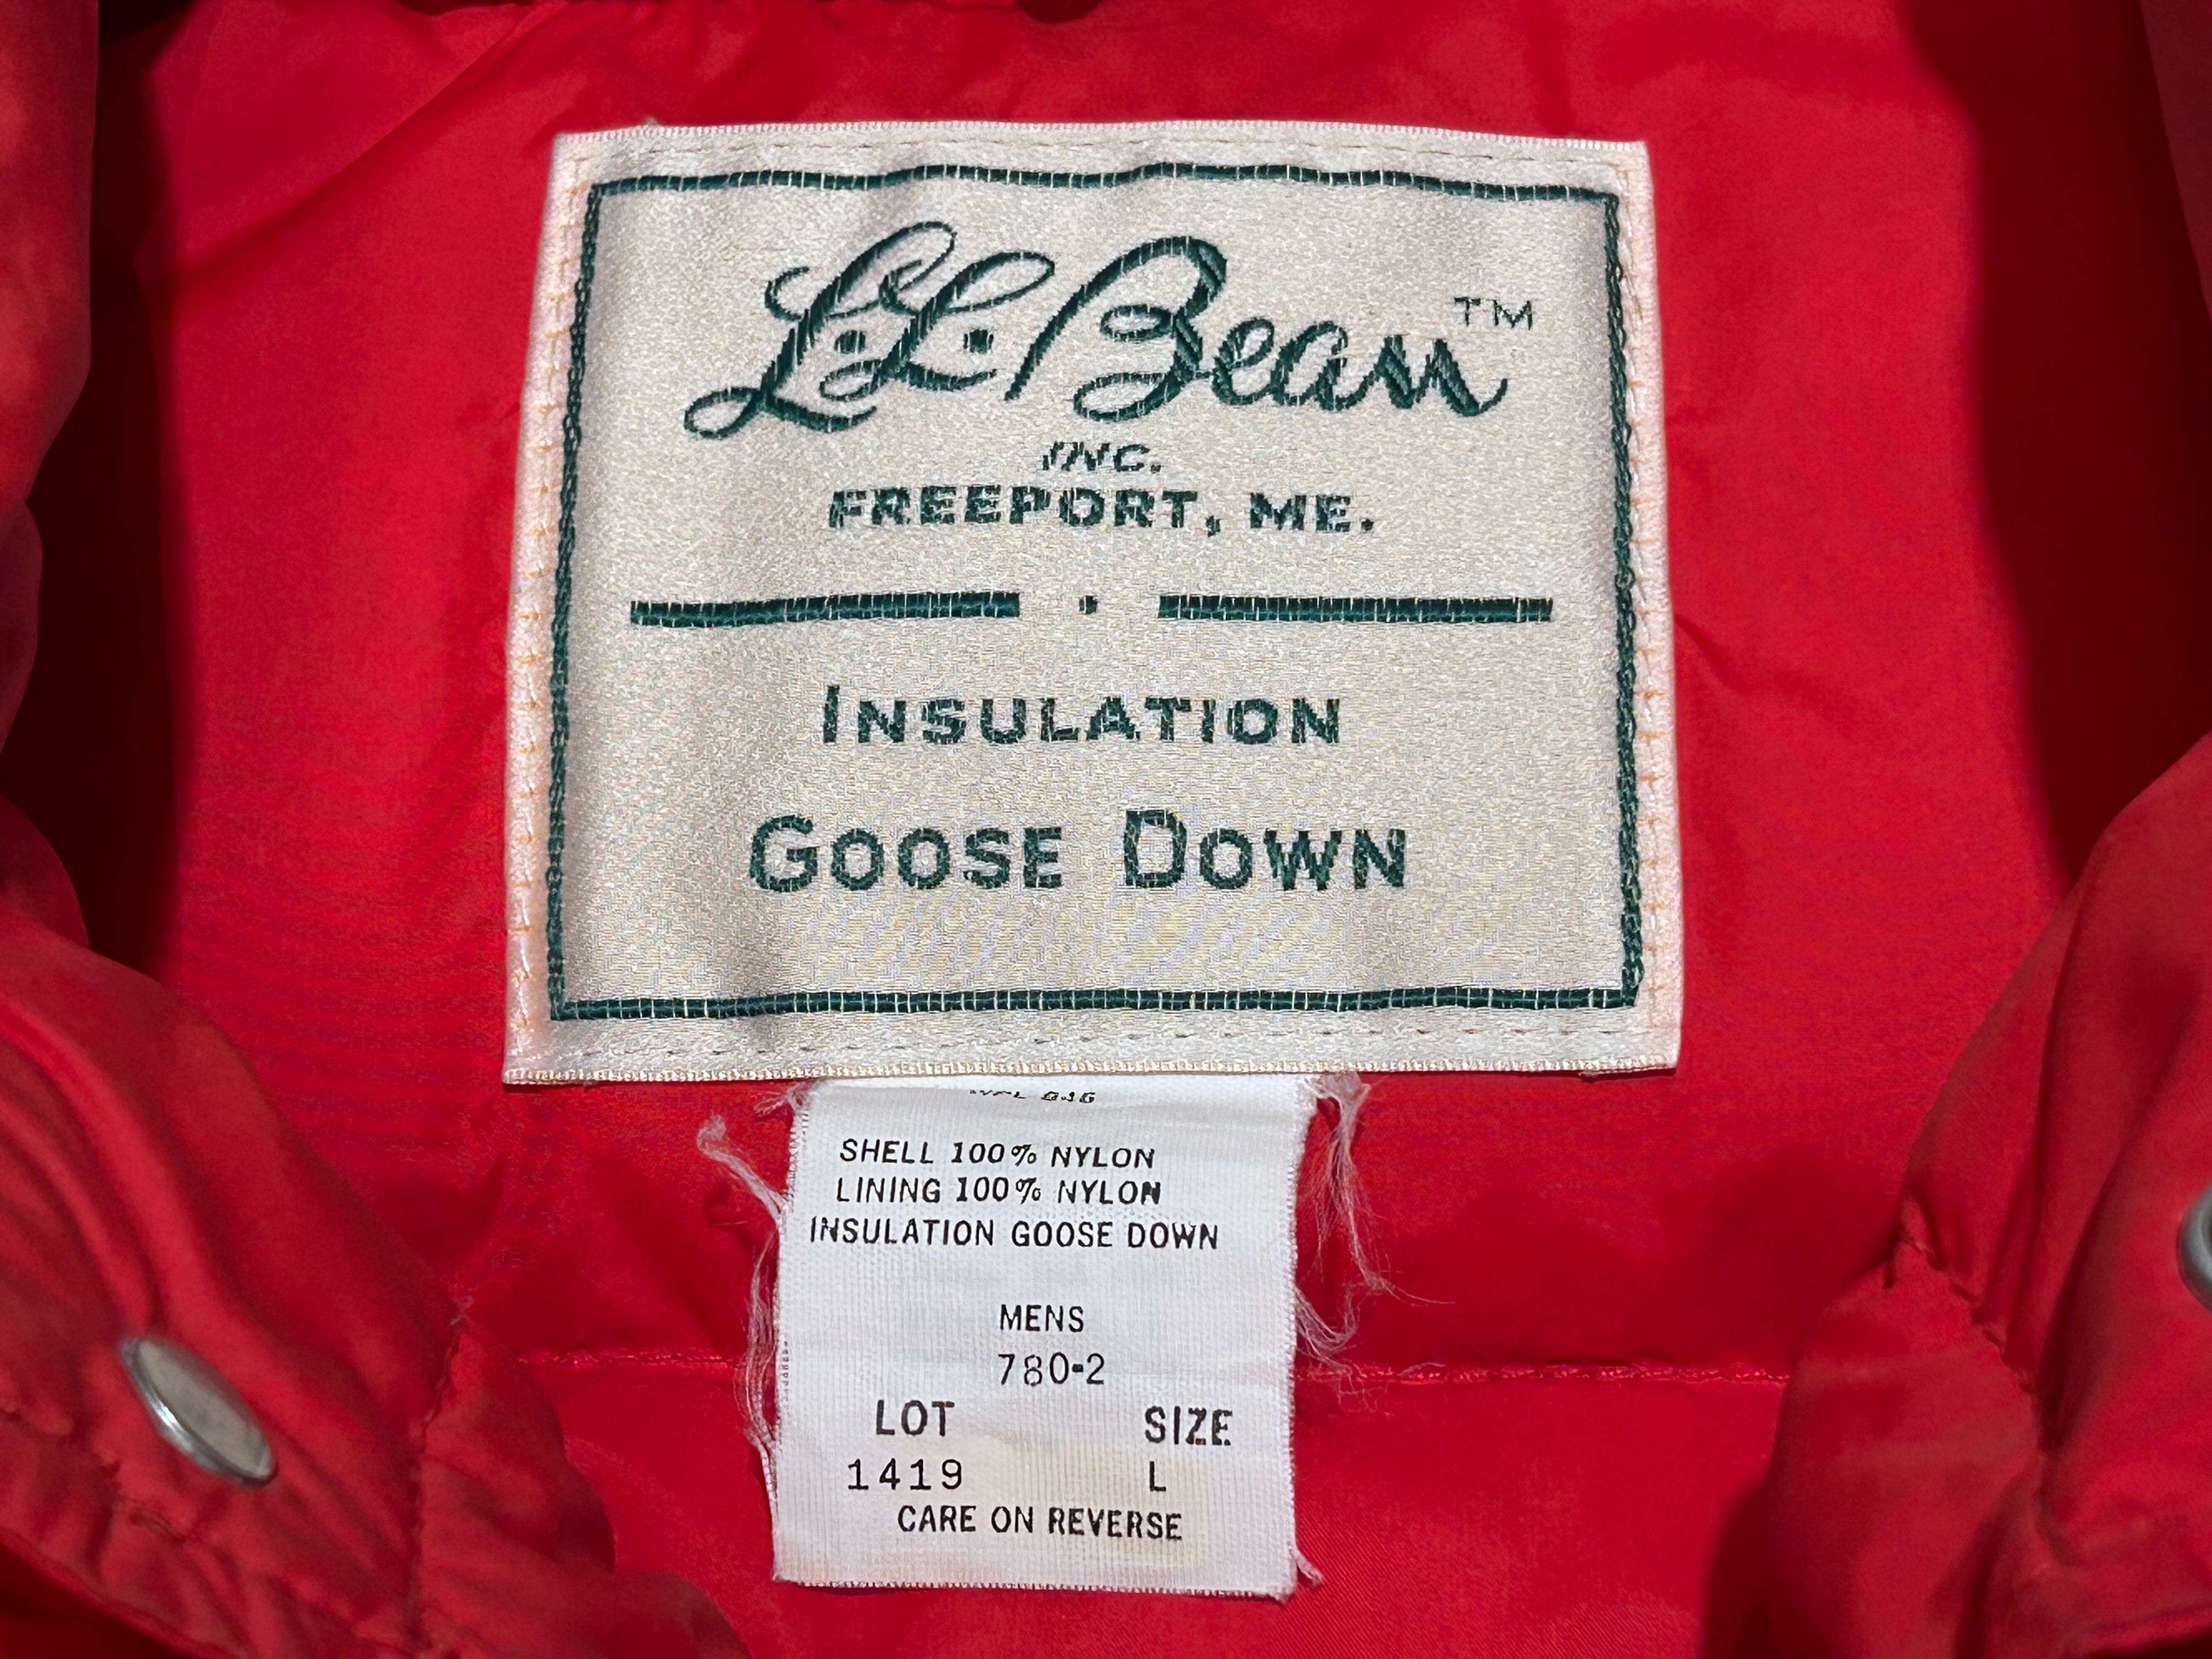 L.L. Bean™
INC.
FREEPORT, ME.
INSULATION
GOOSE DOWN
SHELL 100% NYLON
LINING 100% NYLON
INSULATION GOOSE DOWN
MENS
780-2
LOT SIZE
1419 L
CARE ON REVERSE